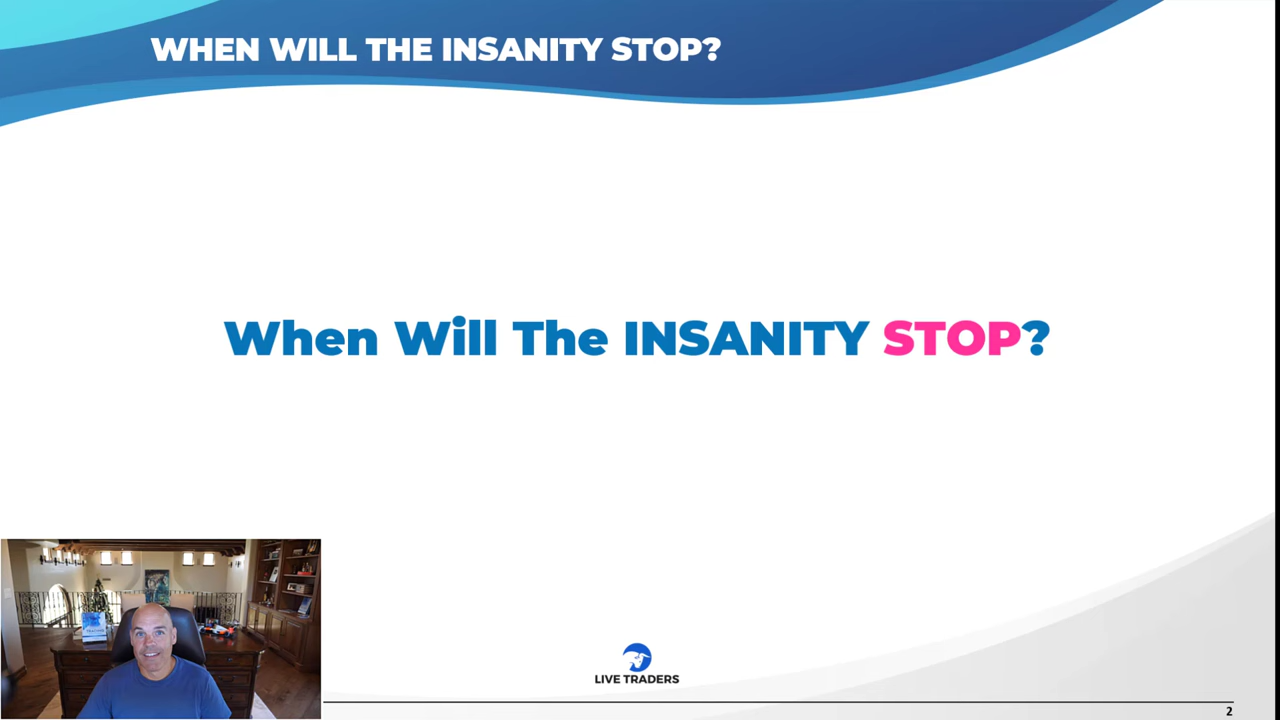 WHEN WILL THE INSANITY STOP?
When Will The INSANITY STOP?
LIVE TRADERS
2